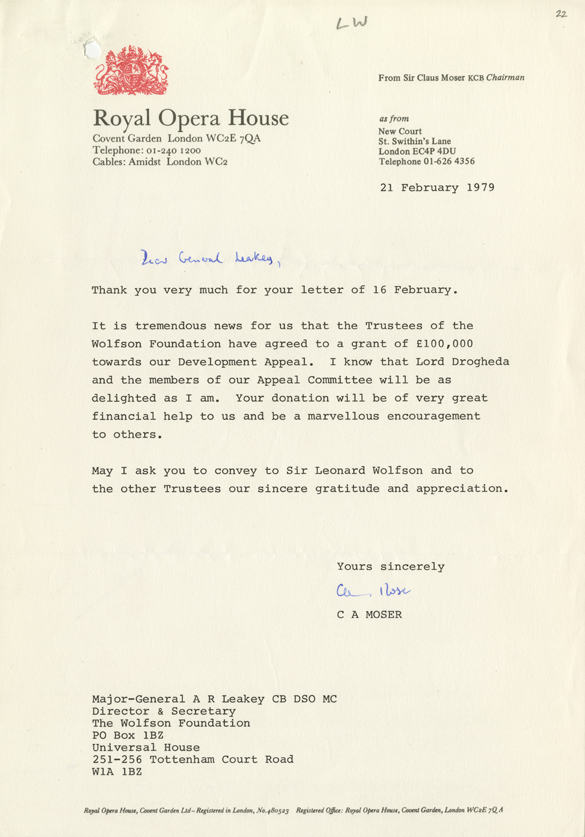 LW
22
From Sir Claus Moser KCB Chairman
Royal Opera House
Covent Garden London WC2E 7QA
Telephone: 01-240 1200
Cables: Amidst London WC2
as from
New Court
St. Swithin's Lane
London EC4P 4DU
Telephone 01-626 4356
21 February 1979
Dear General Leakey,
Thank you very much for your letter of 16 February.
It is tremendous news for us that the Trustees of the
Wolfson Foundation have agreed to a grant of £100,000
towards our Development Appeal. I know that Lord Drogheda
and the members of our Appeal Committee will be as
delighted as I am. Your donation will be of very great
financial help to us and be a marvellous encouragement
to others.
May I ask you to convey to Sir Leonard Wolfson and to
the other Trustees our sincere gratitude and appreciation.
Yours sincerely
C A MOSER
Major-General A R Leakey CB DSO MC
Director & Secretary
The Wolfson Foundation
PO Box 1BZ
Universal House
251-256 Tottenham Court Road
W1A 1BZ
Royal Opera House, Covent Garden Ltd – Registered in London, No. 480523 Registered Office: Royal Opera House, Covent Garden, London WC2E 7QA